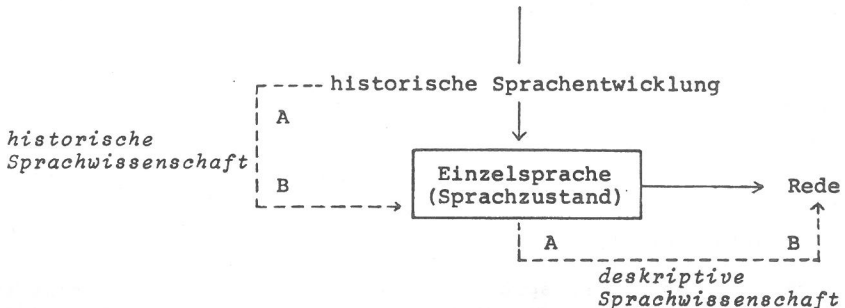 historische Sprachentwicklung
A
historische
Sprachwissenschaft
B
Einzelsprache
(Sprachzustand)
Rede
A
B
deskriptive
Sprachwissenschaft